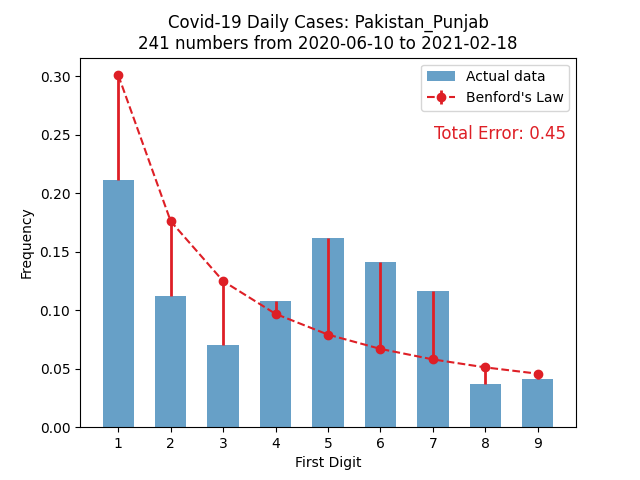 Covid-19 Daily Cases: Pakistan_Punjab
241 numbers from 2020-06-10 to 2021-02-18
Actual data
Benford's Law
Total Error: 0.45
Frequency
0.30
0.25
0.20
0.15
0.10
0.05
0.00
1 2 3 4 5 6 7 8 9
First Digit